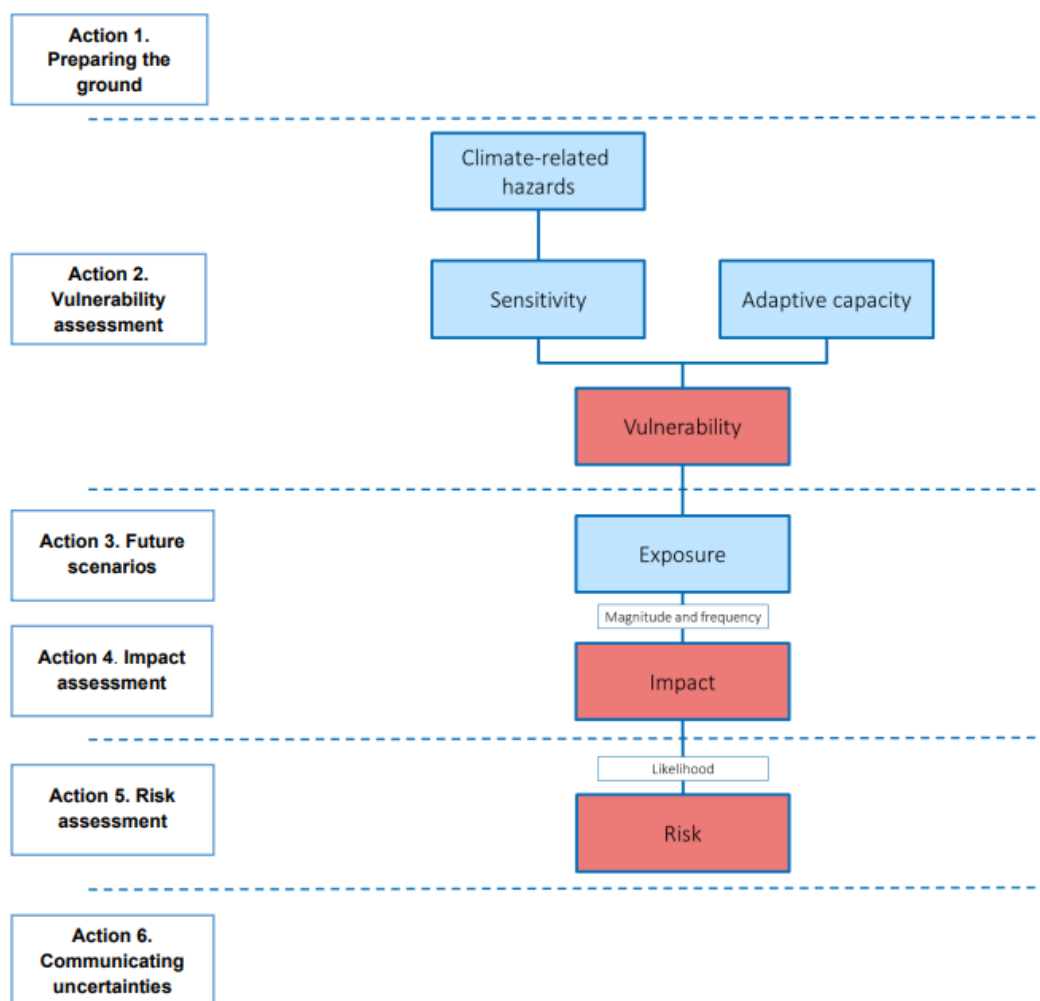 Action 1.
Preparing the
ground
Climate-related
hazards
Action 2.
Vulnerability
assessment
Sensitivity
Adaptive capacity
Vulnerability
Action 3. Future
scenarios
Exposure
Magnitude and frequency
Action 4. Impact
assessment
Impact
Likelihood
Action 5. Risk
assessment
Risk
Action 6.
Communicating
uncertainties